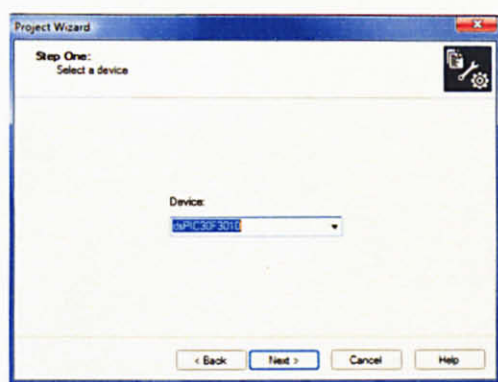 Project Wizard
Step One:
Select a device
Device:
dsPIC30F3010
< Back
Next >
Cancel
Help